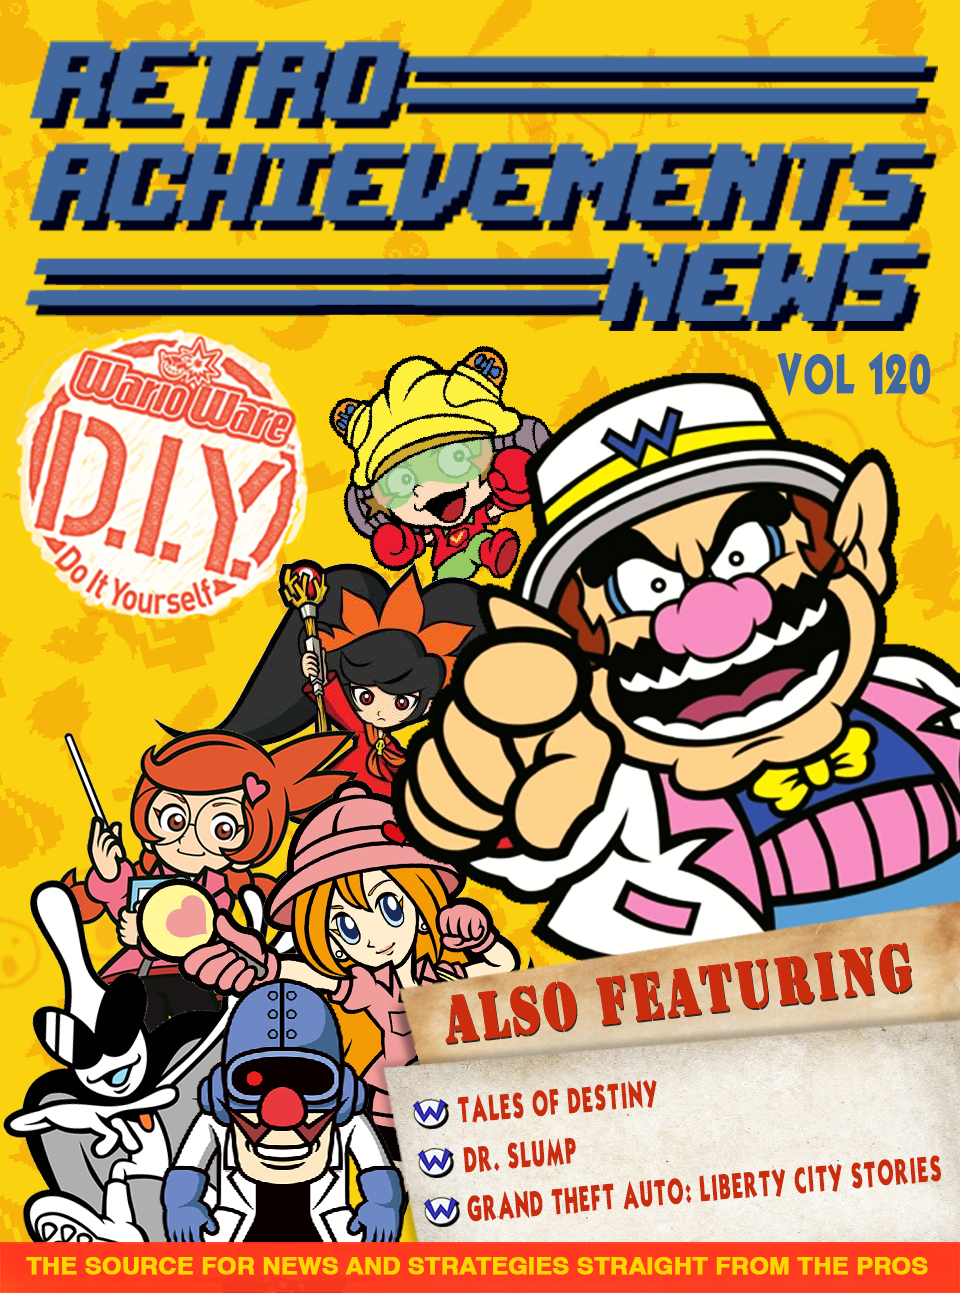 RETRO
ACHIEVEMENTS
NEWS
VOL 120
WarioWare
D.I.Y.
Do It Yourself
W
ALSO FEATURING
W TALES OF DESTINY
W DR. SLUMP
W GRAND THEFT AUTO: LIBERTY CITY STORIES
THE SOURCE FOR NEWS AND STRATEGIES STRAIGHT FROM THE PROS